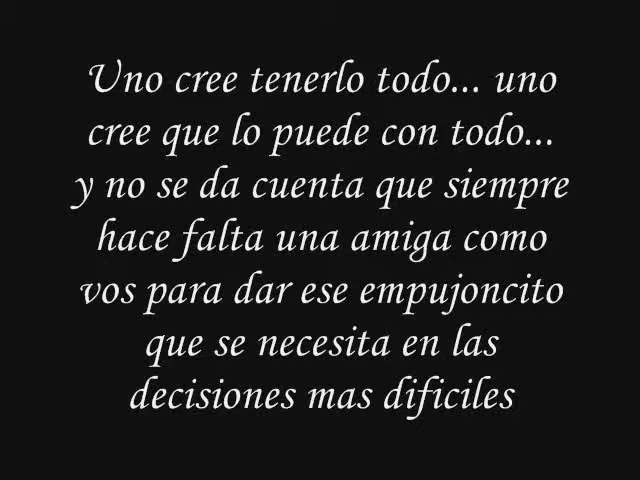 Uno cree tenerlo todo... uno
cree que lo puede con todo...
y no se da cuenta que siempre
hace falta una amiga como
vos para dar ese empujoncito
que se necesita en las
decisiones mas dificiles